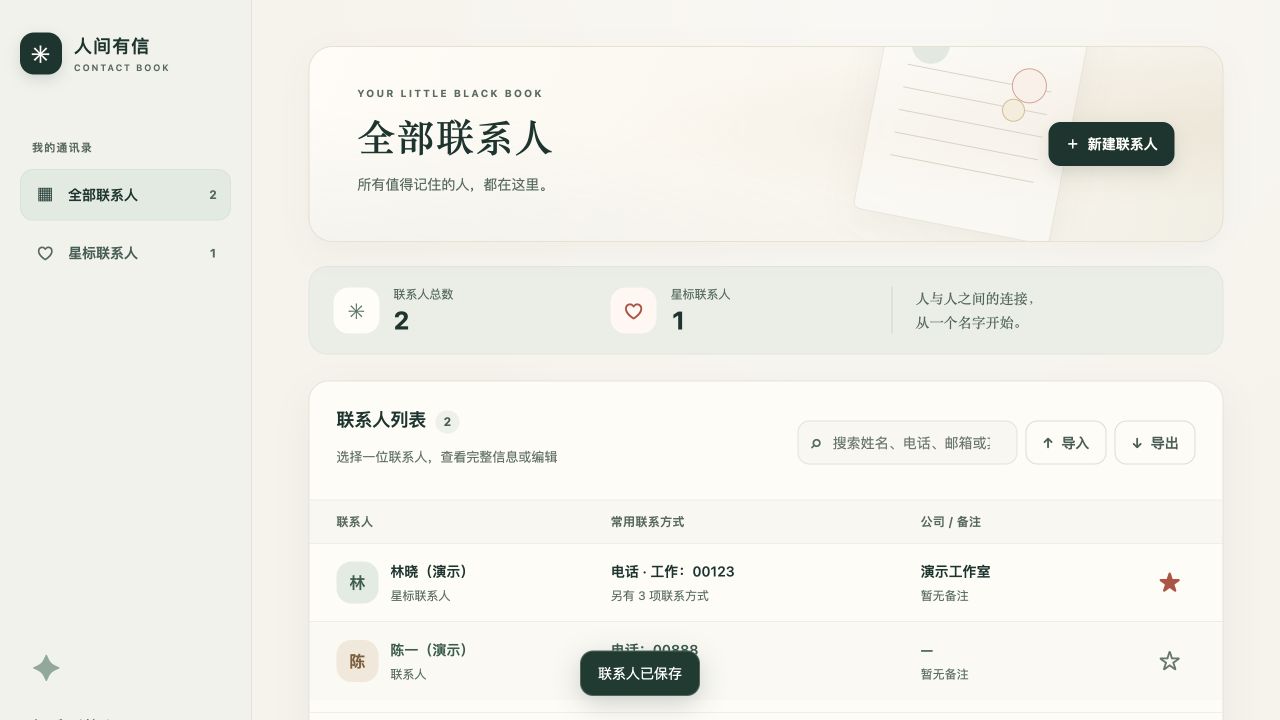 人间有信
CONTACT BOOK
我的通讯录
全部联系人 2
星标联系人 1
YOUR LITTLE BLACK BOOK
全部联系人
所有值得记住的人，都在这里。
+ 新建联系人
联系人总数
2
星标联系人
1
人与人之间的连接，
从一个名字开始。
联系人列表 2
选择一位联系人，查看完整信息或编辑
搜索姓名、电话、邮箱或
↑ 导入
↓ 导出
联系人 常用联系方式 公司 / 备注
林 林晓（演示） 电话 · 工作：00123 演示工作室
星标联系人 另有 3 项联系方式 暂无备注
陈 陈一（演示） 电话：00888 —
联系人 暂无备注
联系人已保存